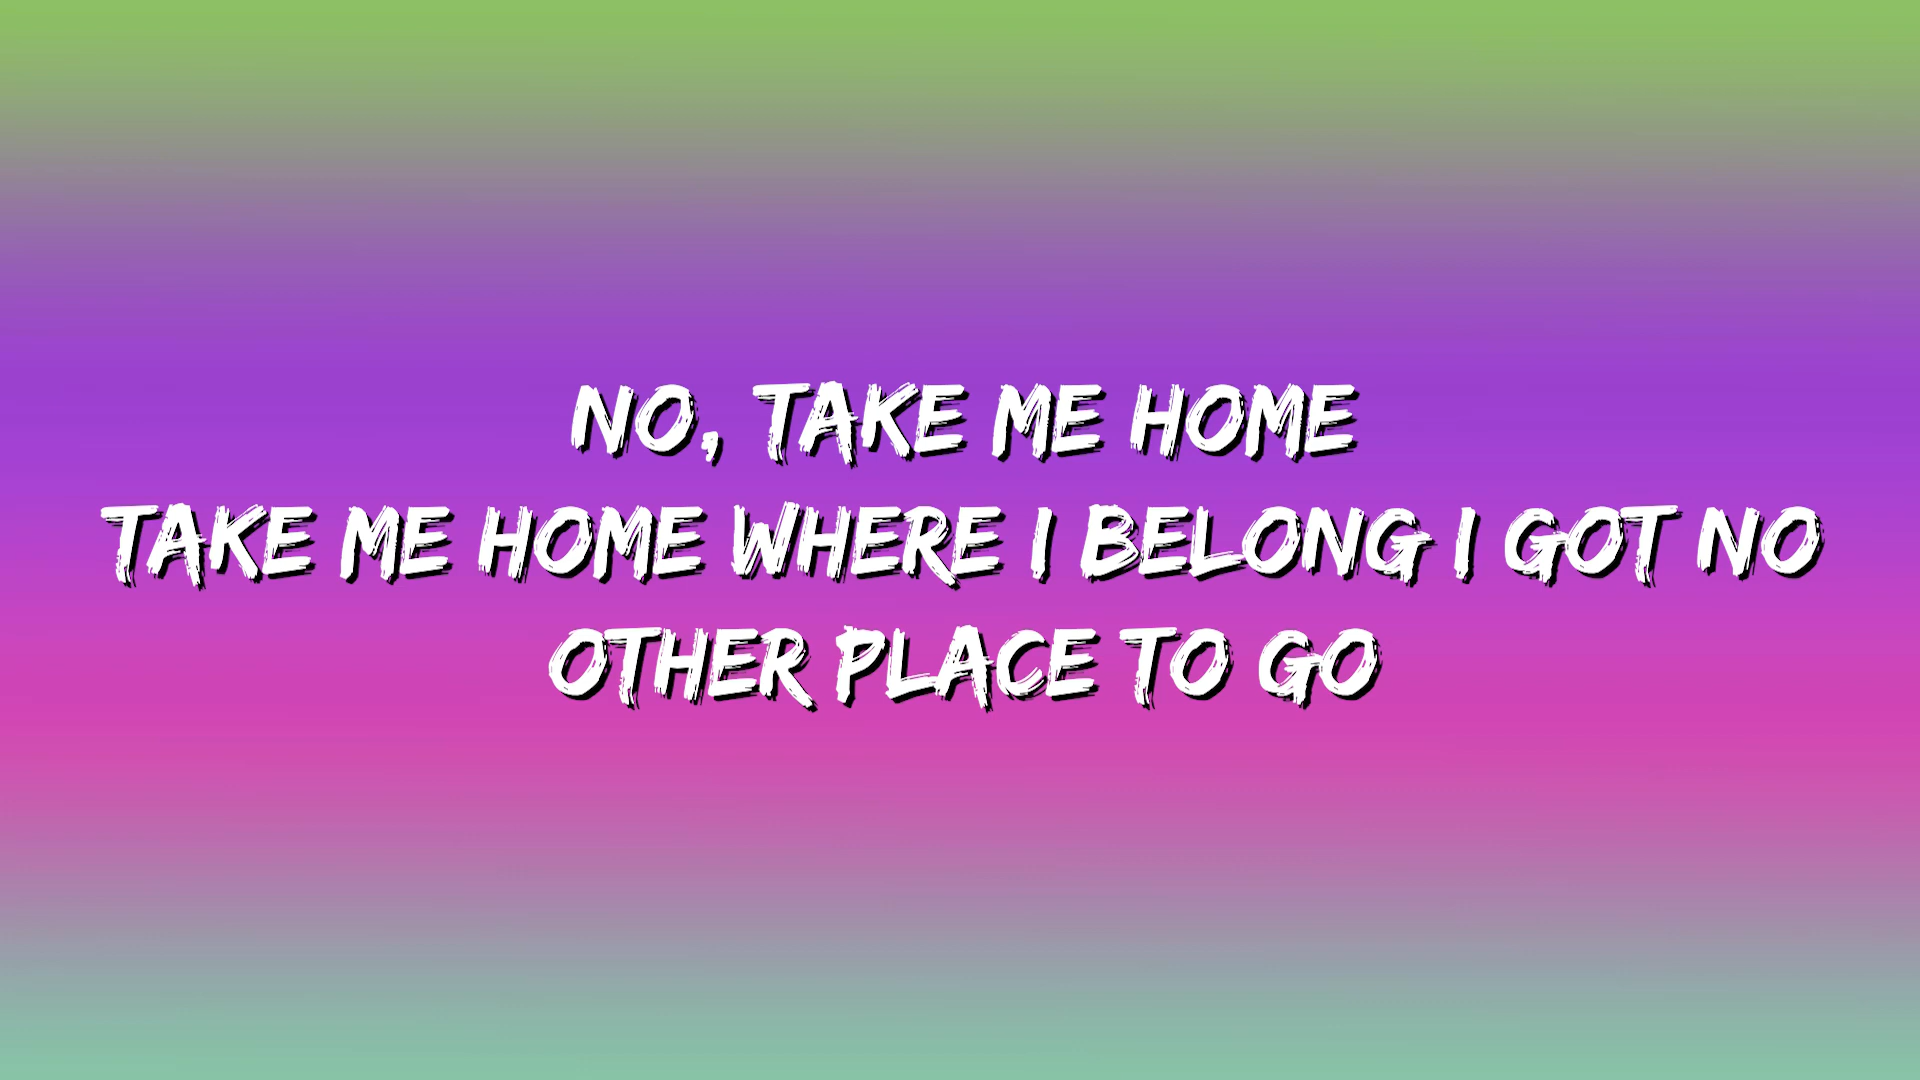 NO, TAKE ME HOME
TAKE ME HOME WHERE I BELONG I GOT NO
OTHER PLACE TO GO